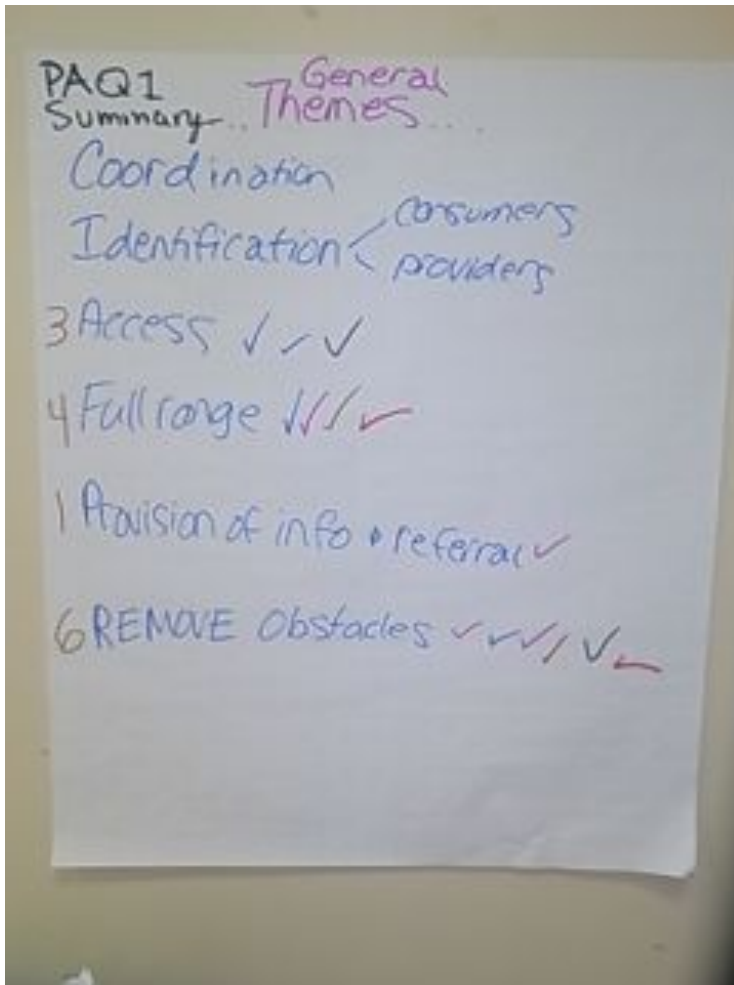 PAQ1 General
Summary... Themes...
Coordination
Identification < consumers
providers
3 Access ✓ ✓ ✓
4 Full range ✓ ✓ ✓ ✓
1 Provision of info + referral ✓
6 REMOVE Obstacles ✓ ✓ ✓ ✓ ✓ ✓